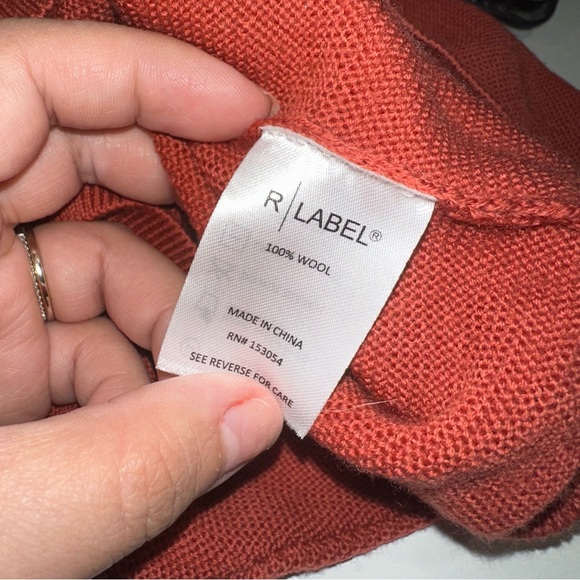 R|LABEL®
100% WOOL
MADE IN CHINA
RN# 153054
SEE REVERSE FOR CARE